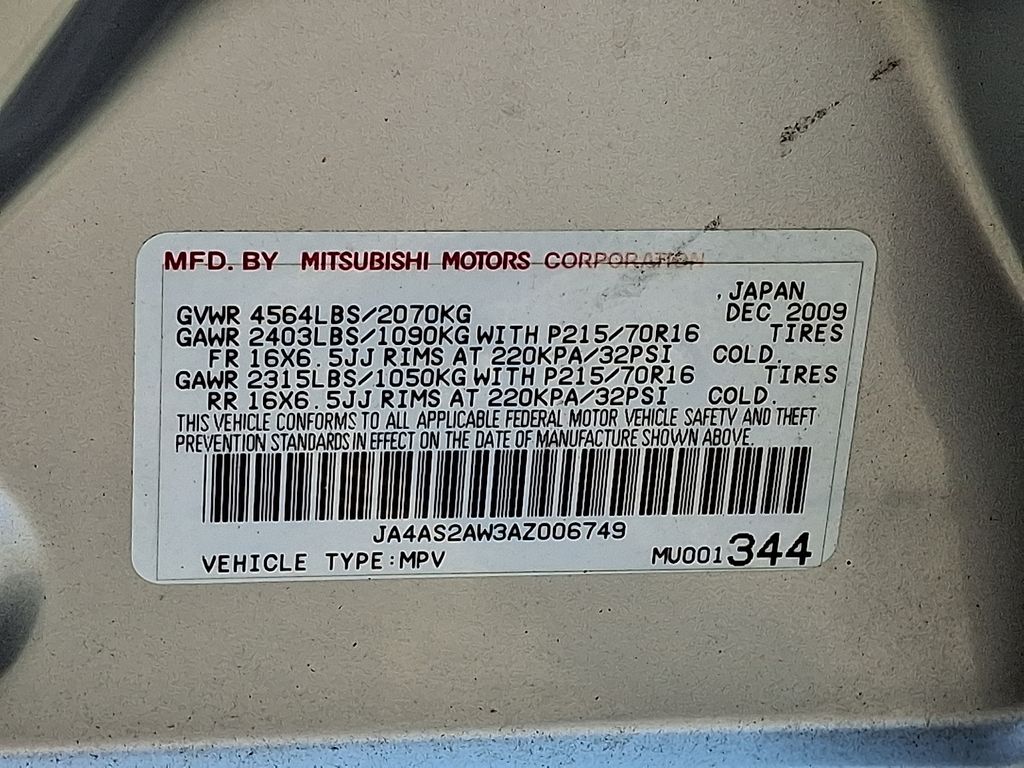 MFD. BY MITSUBISHI MOTORS CORPORATION
, JAPAN
GVWR 4564LBS/2070KG DEC 2009
GAWR 2403LBS/1090KG WITH P215/70R16 TIRES
FR 16X6.5JJ RIMS AT 220KPA/32PSI COLD.
GAWR 2315LBS/1050KG WITH P215/70R16 TIRES
RR 16X6.5JJ RIMS AT 220KPA/32PSI COLD.
THIS VEHICLE CONFORMS TO ALL APPLICABLE FEDERAL MOTOR VEHICLE SAFETY AND THEFT
PREVENTION STANDARDS IN EFFECT ON THE DATE OF MANUFACTURE SHOWN ABOVE.
JA4AS2AW3AZ006749
VEHICLE TYPE:MPV MU001344